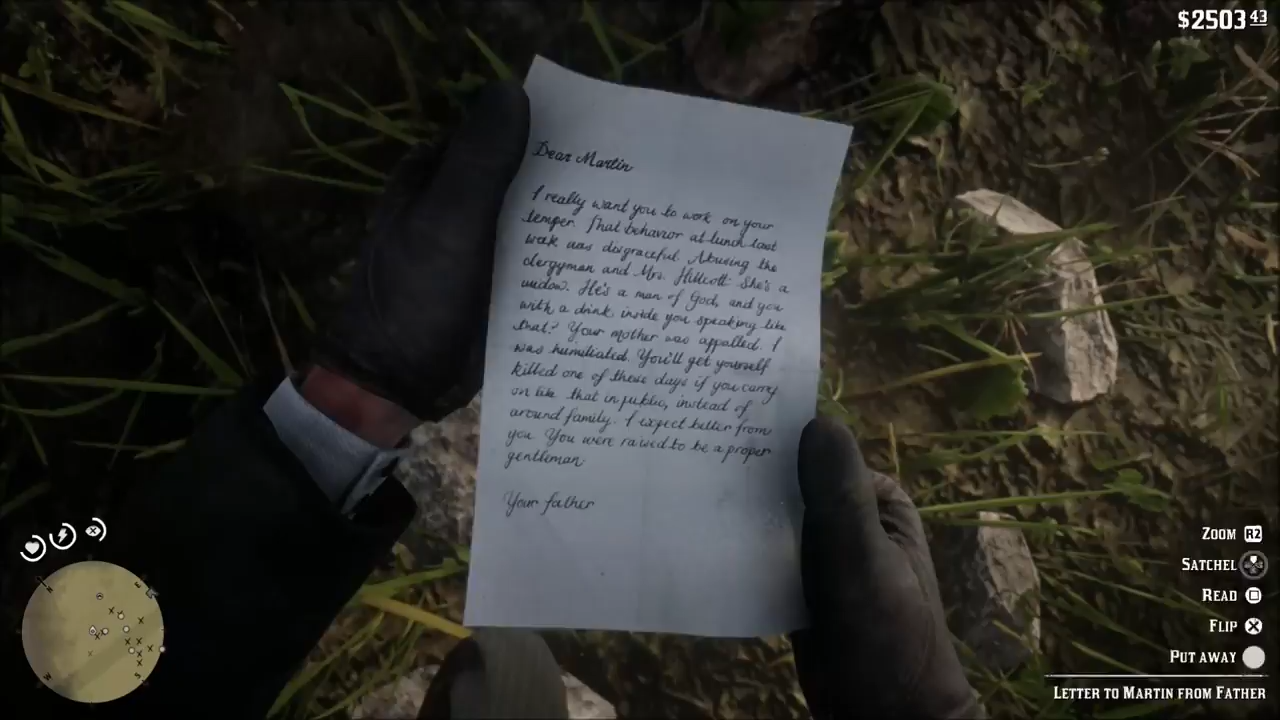 $2503 43
Dear Martin
I really want you to work on your
temper. That behavior at lunch last
week was disgraceful. Abusing the
clergyman and Mrs. Hillcott. She's a
widow. He's a man of God, and you
with a drink inside you speaking like
that? Your mother was appalled. I
was humiliated. You'll get yourself
killed one of these days if you carry
on like that in public, instead of
around family. I expect better from
you. You were raised to be a proper
gentleman.
Your father
ZOOM R2
SATCHEL
READ
FLIP
PUT AWAY
LETTER TO MARTIN FROM FATHER